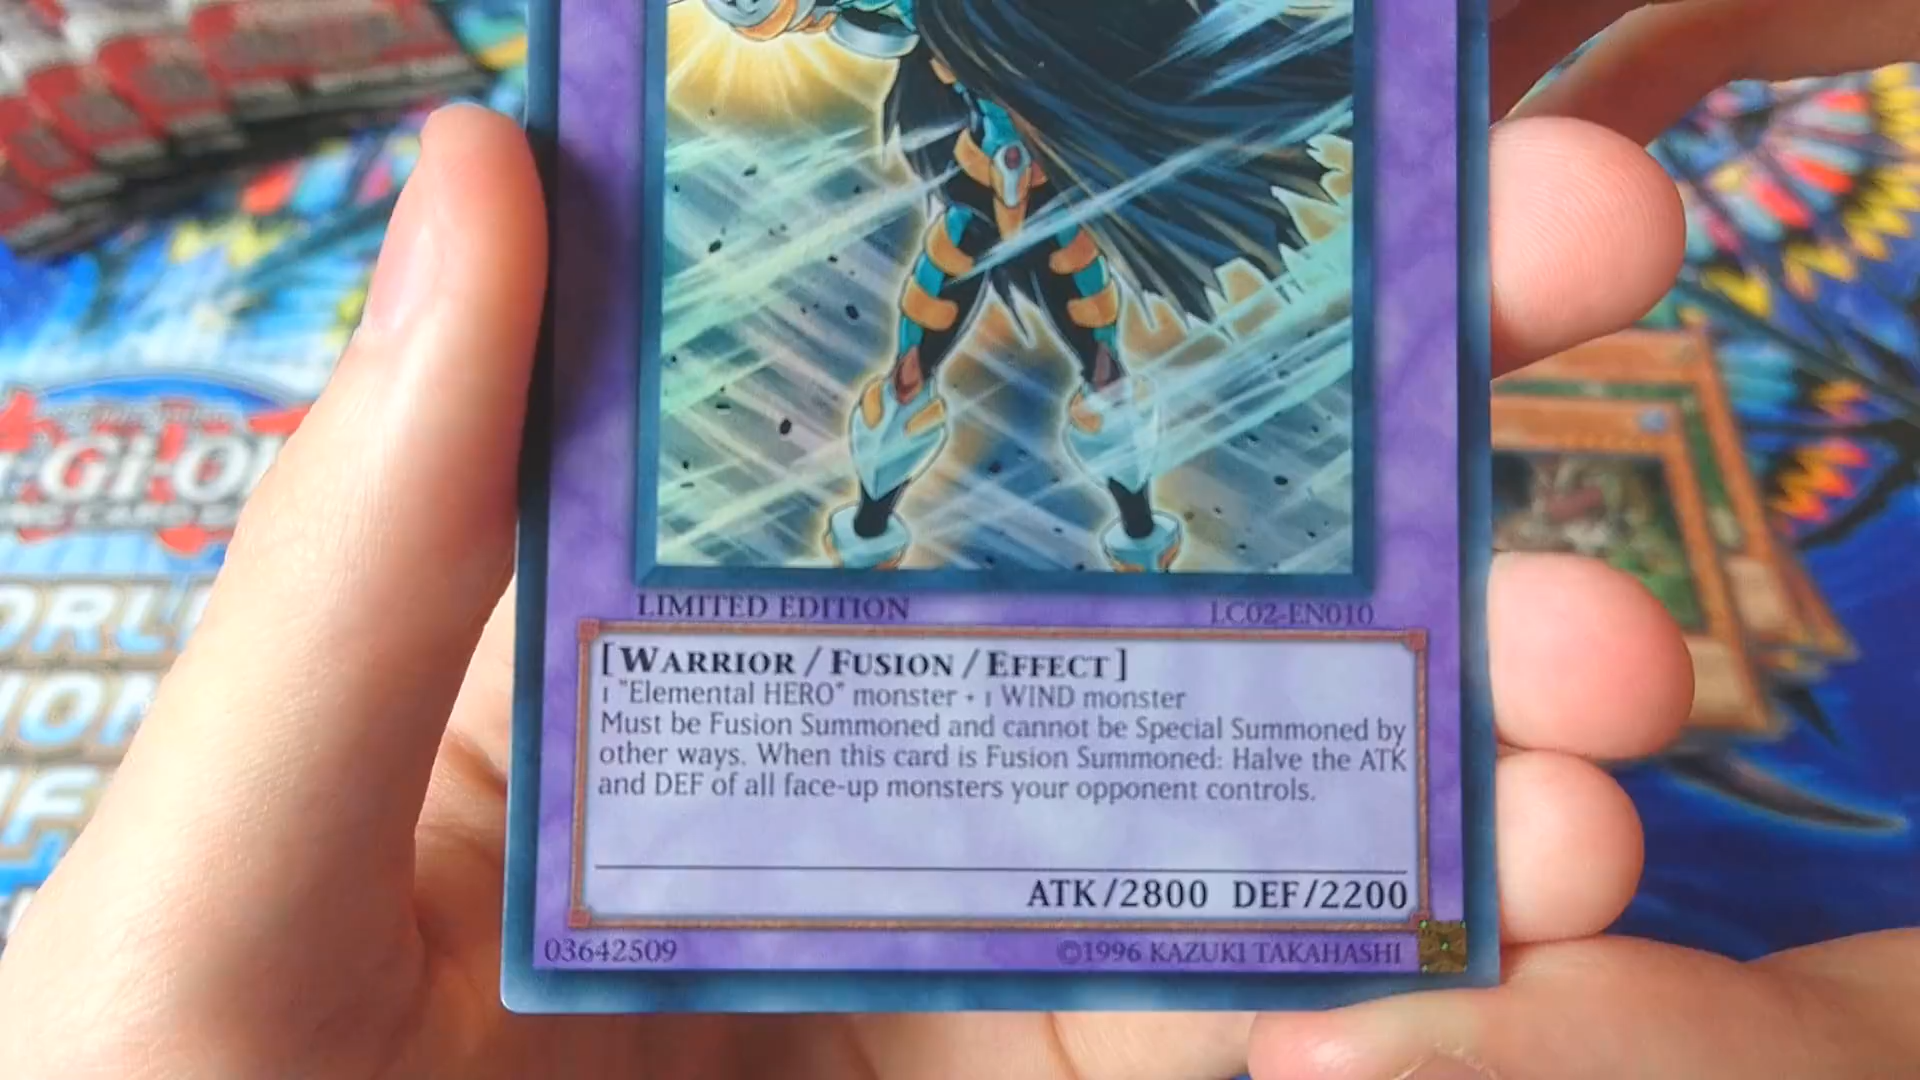 LIMITED EDITION LC02-EN010
[WARRIOR / FUSION / EFFECT]
1 "Elemental HERO" monster + 1 WIND monster
Must be Fusion Summoned and cannot be Special Summoned by
other ways. When this card is Fusion Summoned: Halve the ATK
and DEF of all face-up monsters your opponent controls.
ATK/2800 DEF/2200
03642509 ©1996 KAZUKI TAKAHASHI